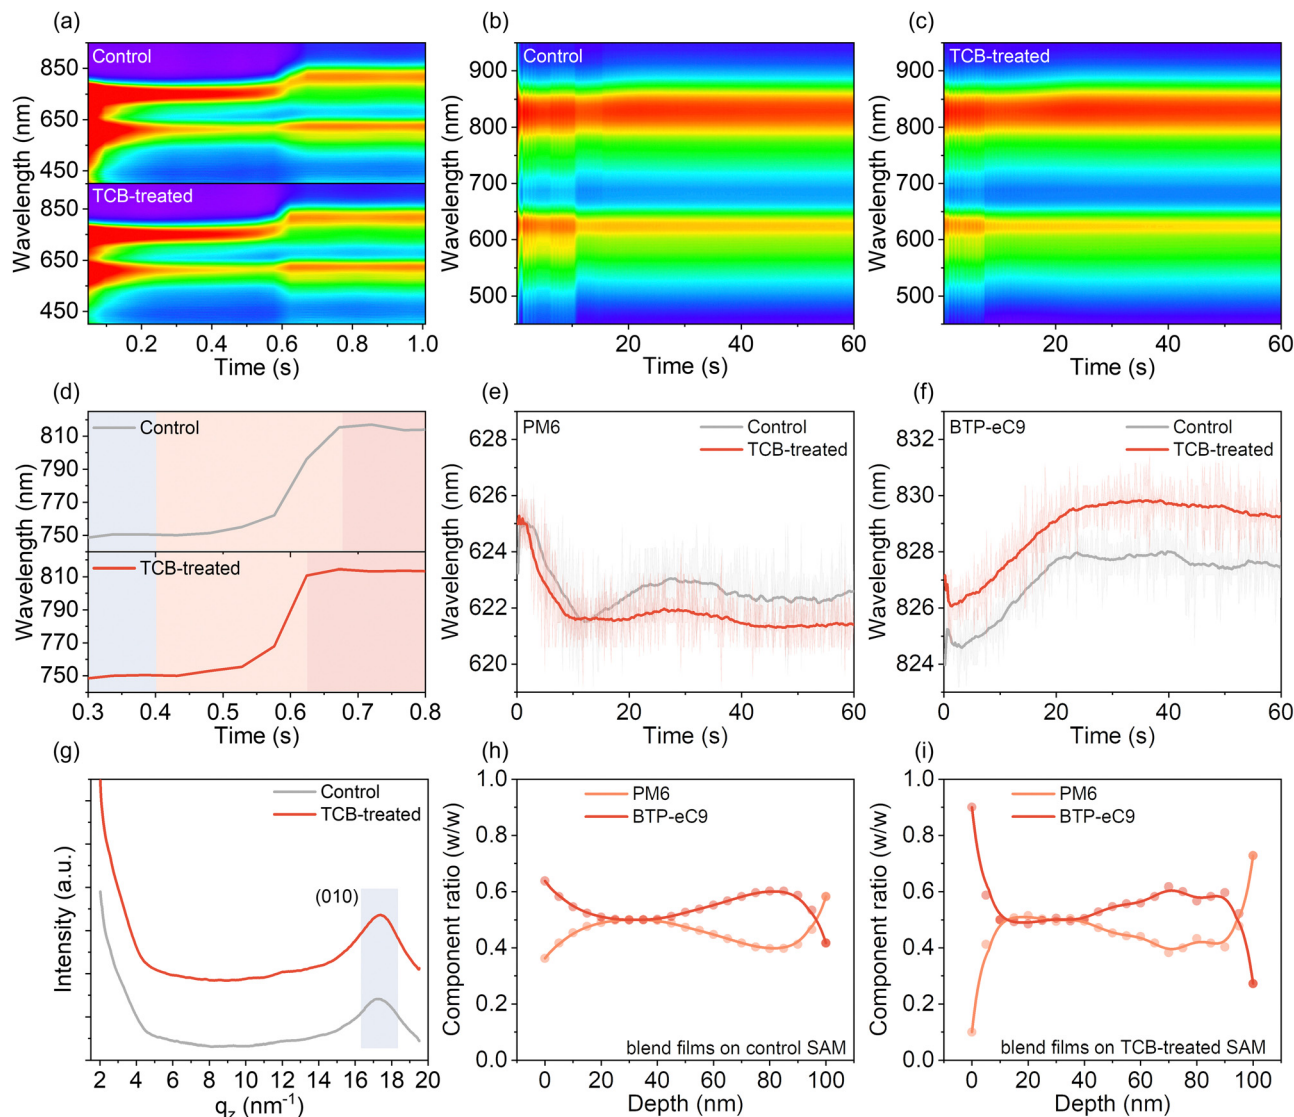 (a)
Control
TCB-treated
850
650
450
850
650
450
Wavelength (nm)
0.2
0.4
0.6
0.8
1.0
Time (s)
(b)
Control
900
800
700
600
500
Wavelength (nm)
20
40
60
Time (s)
(c)
TCB-treated
900
800
700
600
500
Wavelength (nm)
20
40
60
Time (s)
(d)
Control
TCB-treated
810
790
770
750
810
790
770
750
Wavelength (nm)
0.3
0.4
0.5
0.6
0.7
0.8
Time (s)
(e)
PM6
Control
TCB-treated
628
626
624
622
620
Wavelength (nm)
0
20
40
60
Time (s)
(f)
BTP-eC9
Control
TCB-treated
832
830
828
826
824
Wavelength (nm)
0
20
40
60
Time (s)
(g)
Control
TCB-treated
(010)
Intensity (a.u.)
2
4
6
8
10
12
14
16
18
20
qz (nm-1)
(h)
PM6
BTP-eC9
1.0
0.8
0.6
0.4
0.2
0.0
Component ratio (w/w)
blend films on control SAM
0
20
40
60
80
100
Depth (nm)
(i)
PM6
BTP-eC9
1.0
0.8
0.6
0.4
0.2
0.0
Component ratio (w/w)
blend films on TCB-treated SAM
0
20
40
60
80
100
Depth (nm)